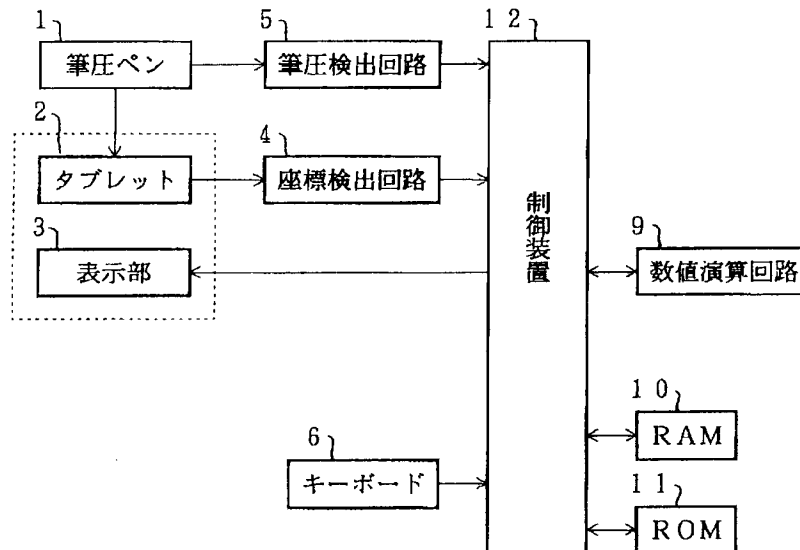 1
筆圧ペン
5
筆圧検出回路
12
制御装置
2
タブレット
4
座標検出回路
3
表示部
9
数値演算回路
10
RAM
6
キーボード
11
ROM